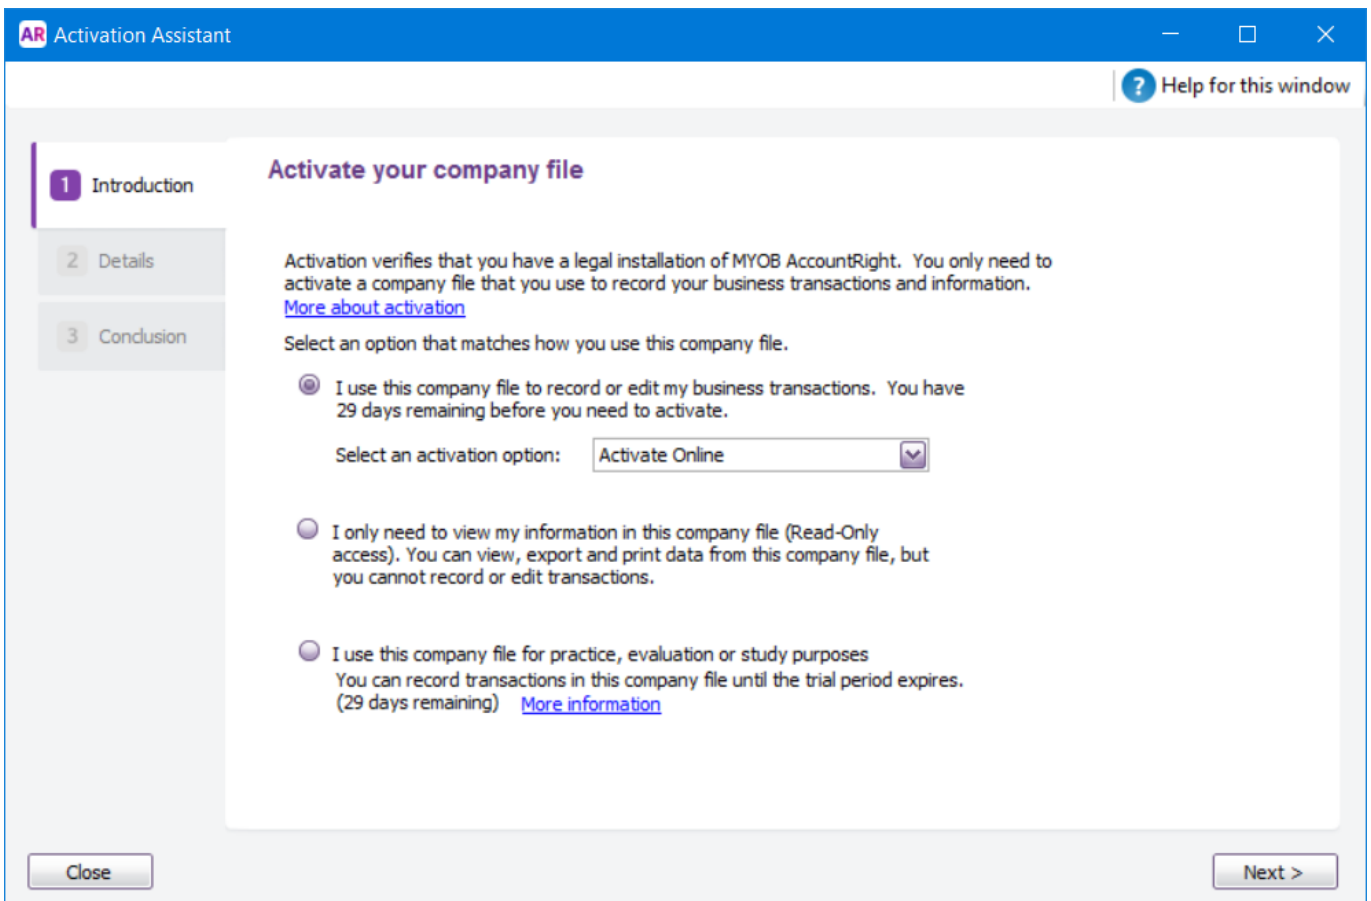 AR Activation Assistant
? Help for this window
1 Introduction
2 Details
3 Conclusion
Activate your company file
Activation verifies that you have a legal installation of MYOB AccountRight.  You only need to
activate a company file that you use to record your business transactions and information.
More about activation
Select an option that matches how you use this company file.
I use this company file to record or edit my business transactions.  You have
29 days remaining before you need to activate.
Select an activation option: Activate Online
I only need to view my information in this company file (Read-Only
access). You can view, export and print data from this company file, but
you cannot record or edit transactions.
I use this company file for practice, evaluation or study purposes
You can record transactions in this company file until the trial period expires.
(29 days remaining) More information
Close Next >